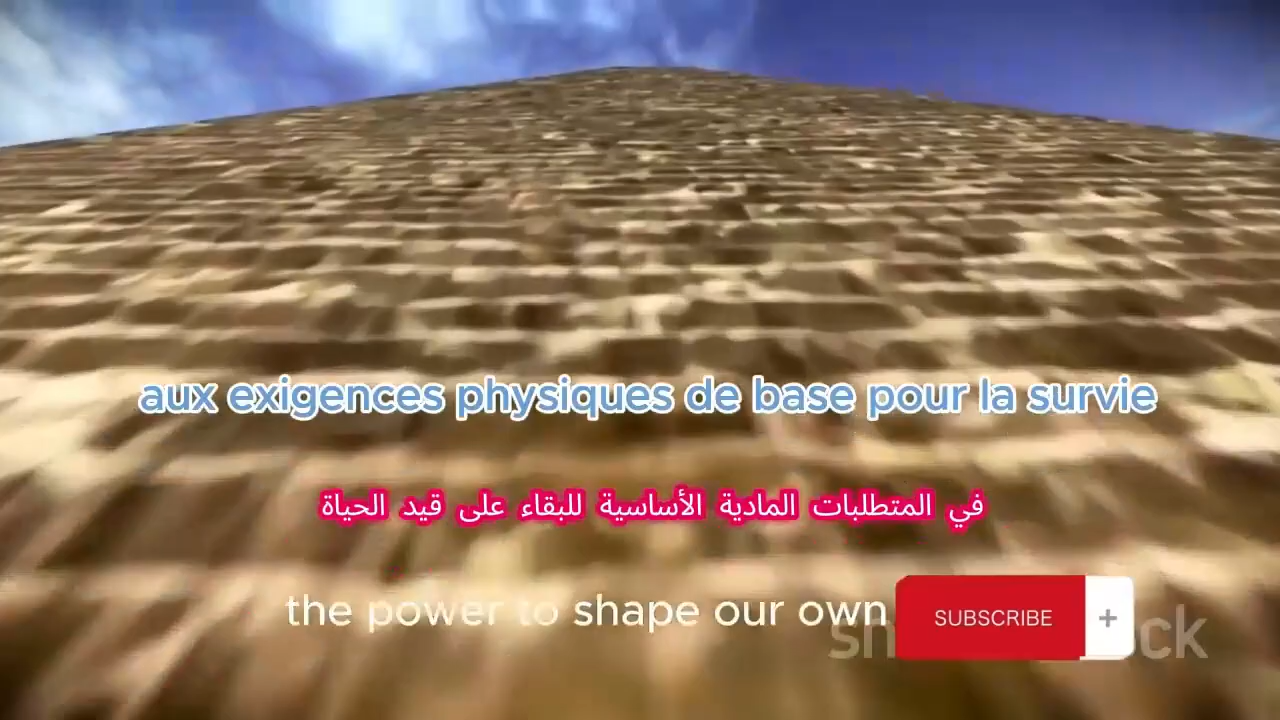 aux exigences physiques de base pour la survie
في المتطلبات المادية الأساسية للبقاء على قيد الحياة
the power to shape our own
SUBSCRIBE +